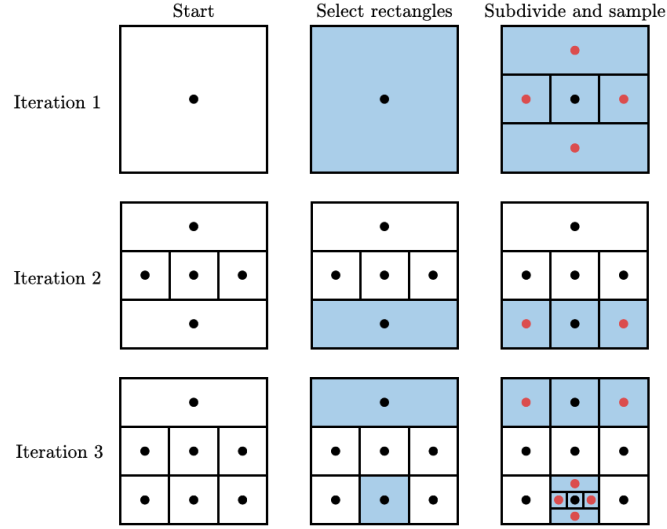 Start
Select rectangles
Subdivide and sample
Iteration 1
Iteration 2
Iteration 3